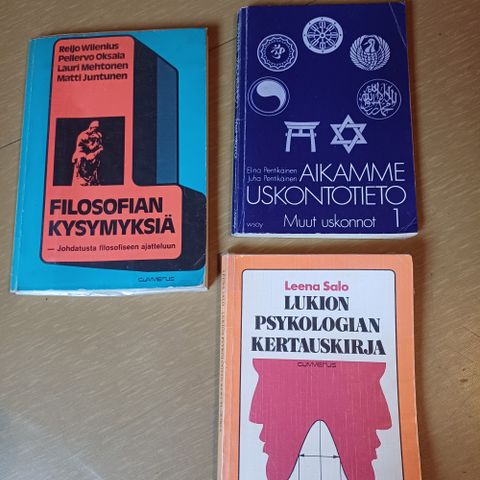 Reijo Wilenius
Pellervo Oksala
Lauri Mehtonen
Matti Juntunen
FILOSOFIAN
KYSYMYKSIÄ
— Johdatusta filosofiseen ajatteluun
GUMMERUS
Elina Pentikäinen
Juha Pentikäinen
AIKAMME
USKONTOTIETO
wsoy
Muut uskonnot 1
Leena Salo
LUKION
PSYKOLOGIAN
KERTAUSKIRJA
GUMMERUS